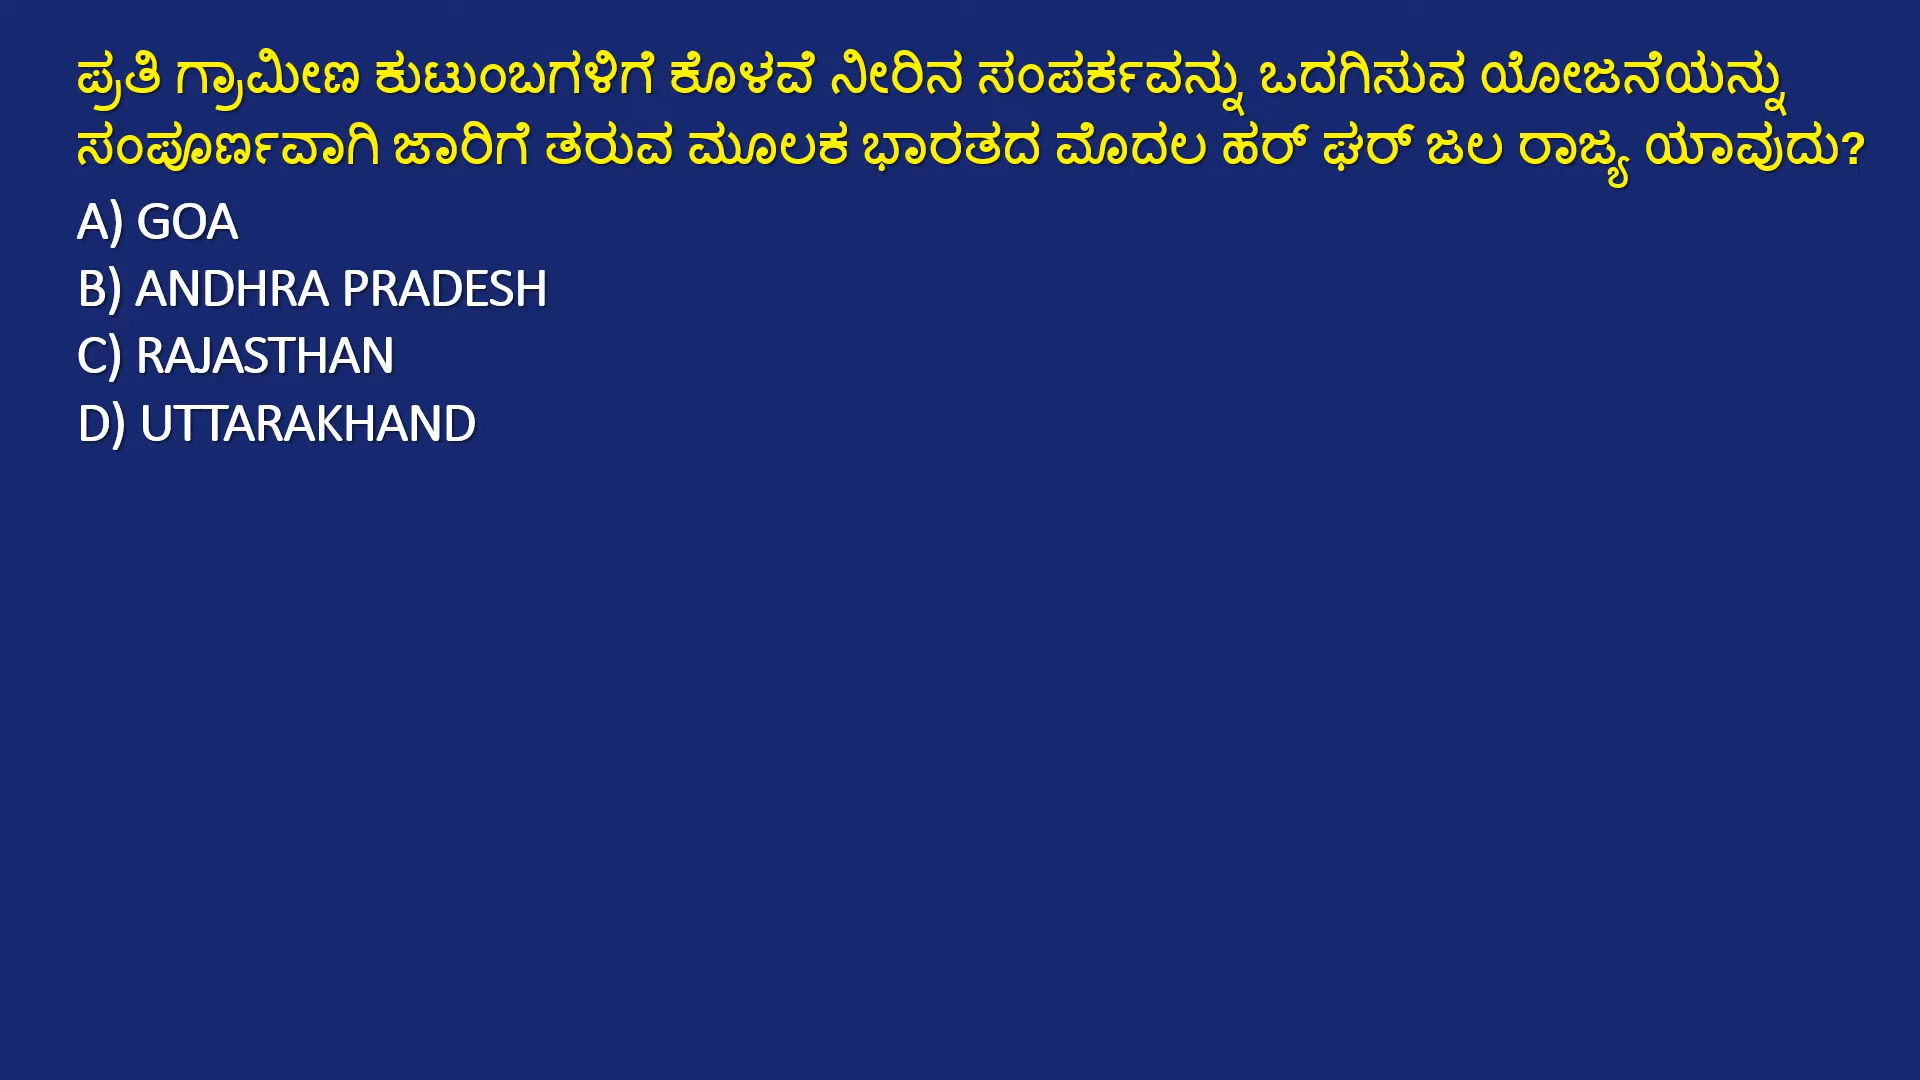 ಪ್ರತಿ ಗ್ರಾಮೀಣ ಕುಟುಂಬಗಳಿಗೆ ಕೊಳವೆ ನೀರಿನ ಸಂಪರ್ಕವನ್ನು ಒದಗಿಸುವ ಯೋಜನೆಯನ್ನು
ಸಂಪೂರ್ಣವಾಗಿ ಜಾರಿಗೆ ತರುವ ಮೂಲಕ ಭಾರತದ ಮೊದಲ ಹರ್ ಘರ್ ಜಲ ರಾಜ್ಯ ಯಾವುದು?
A) GOA
B) ANDHRA PRADESH
C) RAJASTHAN
D) UTTARAKHAND